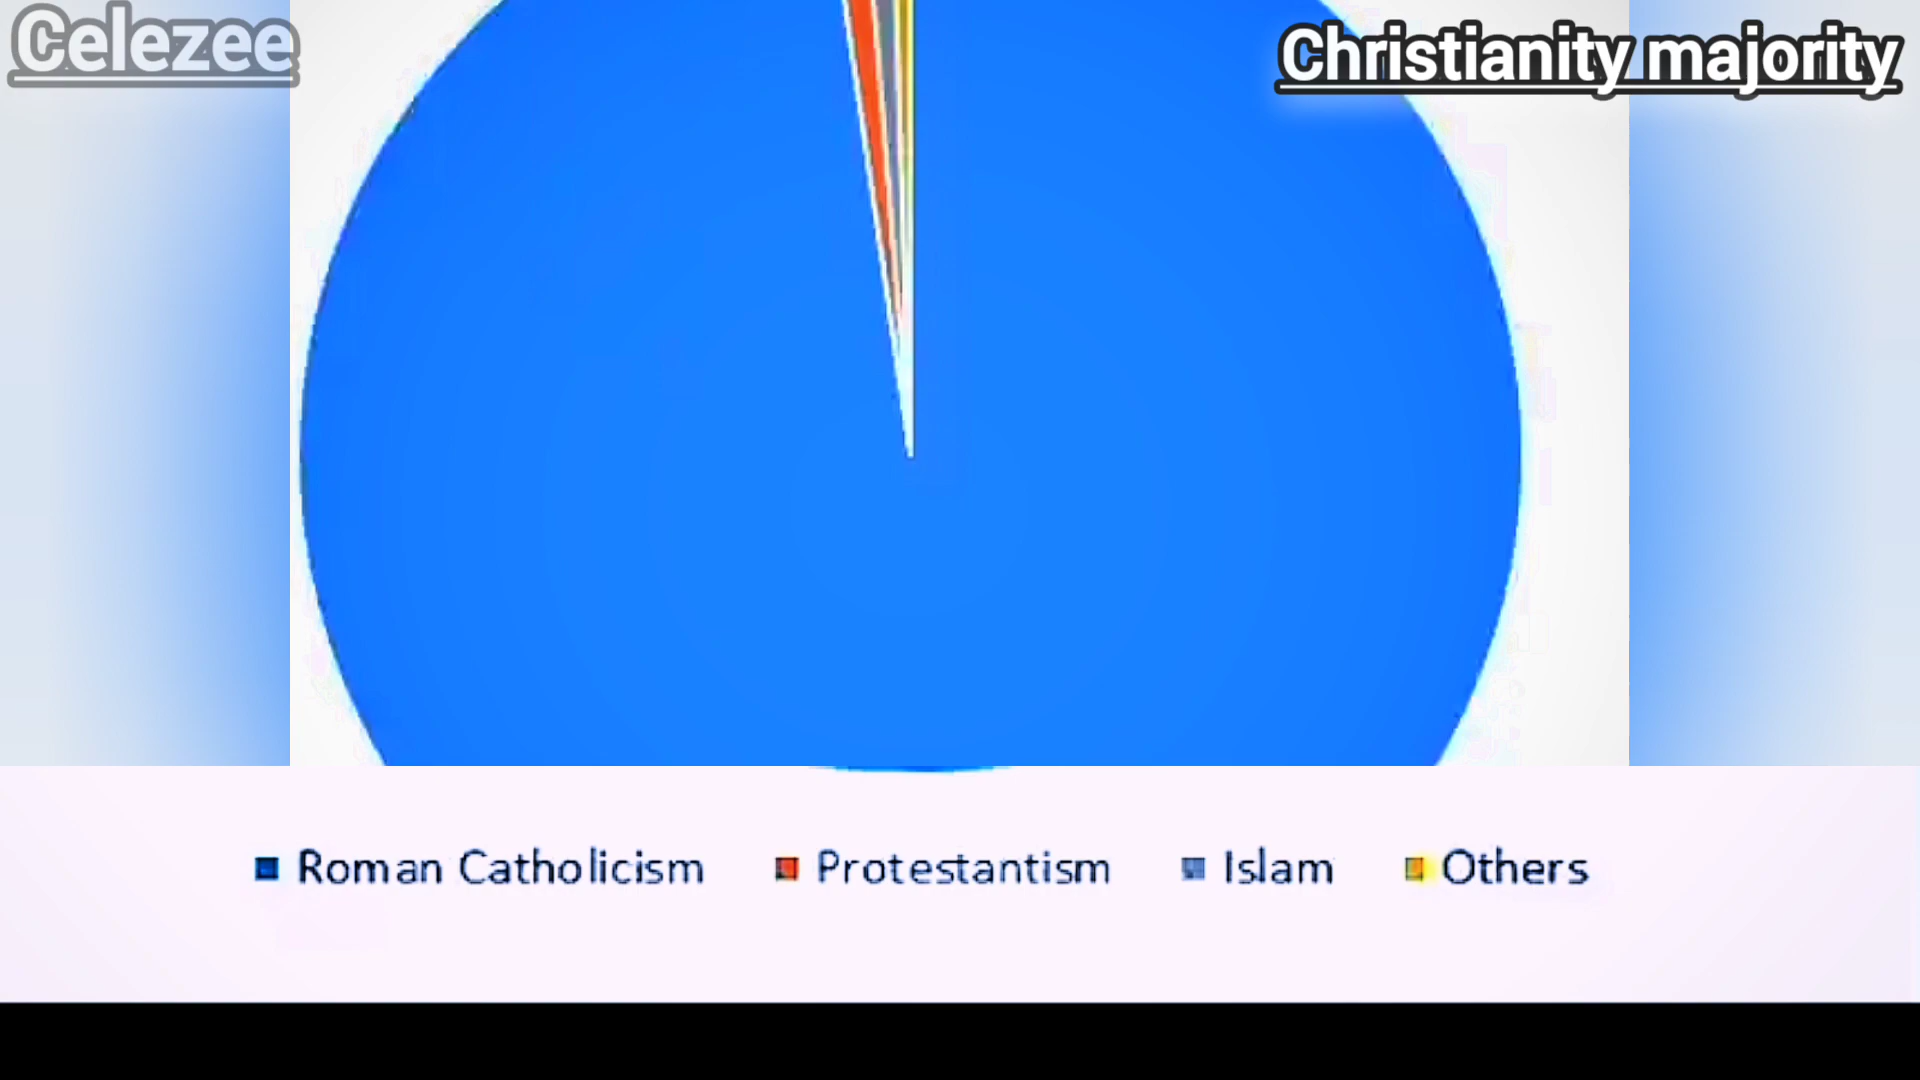 Celezee
Christianity majority
Roman Catholicism Protestantism Islam Others